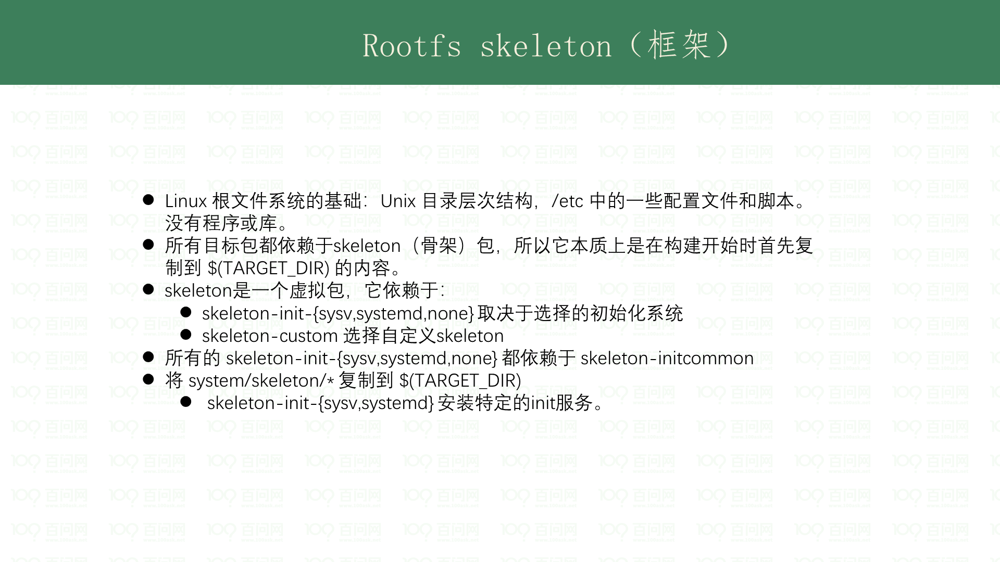 Rootfs skeleton（框架）
Linux 根文件系统的基础：Unix 目录层次结构，/etc 中的一些配置文件和脚本。
没有程序或库。
所有目标包都依赖于skeleton（骨架）包，所以它本质上是在构建开始时首先复
制到 $(TARGET_DIR) 的内容。
skeleton是一个虚拟包，它依赖于：
skeleton-init-{sysv,systemd,none} 取决于选择的初始化系统
skeleton-custom 选择自定义skeleton
所有的 skeleton-init-{sysv,systemd,none} 都依赖于 skeleton-initcommon
将 system/skeleton/* 复制到 $(TARGET_DIR)
skeleton-init-{sysv,systemd} 安装特定的init服务。